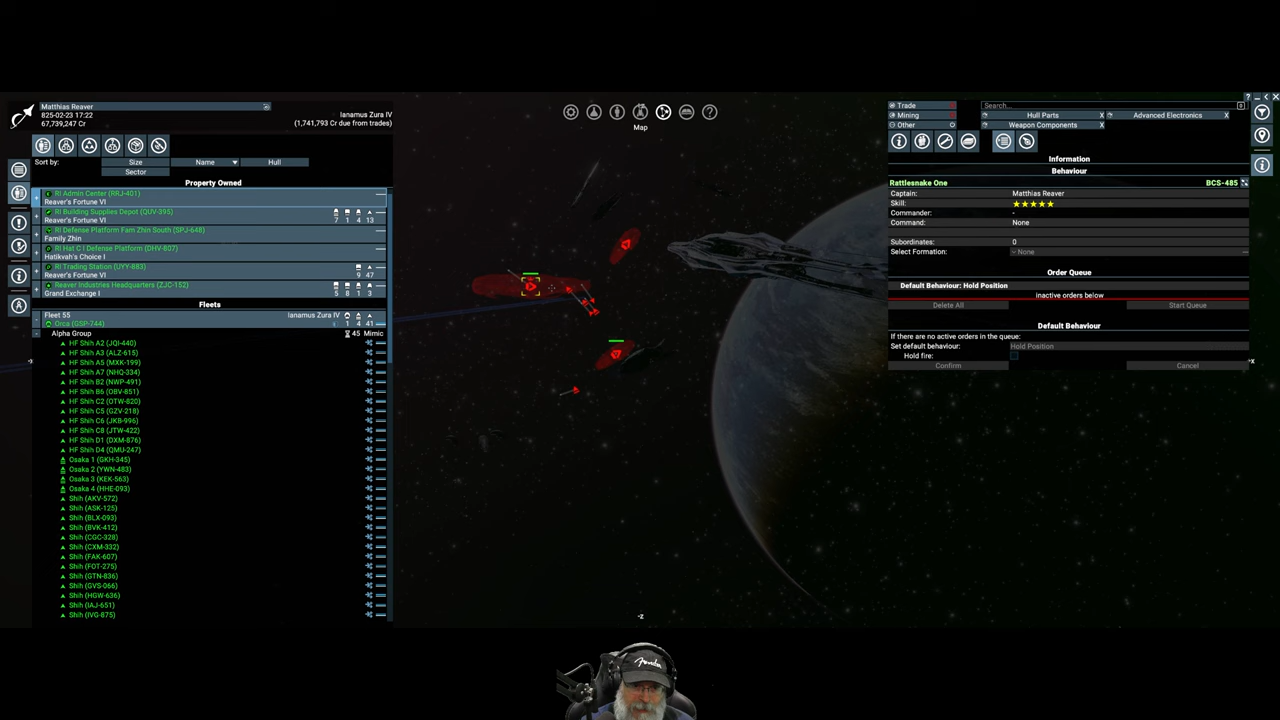 Matthias Reaver
825-02-23 17:22
67,739,247 Cr
Ianamus Zura IV
(1,741,793 Cr due from trades)
Sort by:
Size
Name
Hull
Sector
Property Owned
RI Admin Center (RRJ-401)
Reaver's Fortune VI
RI Building Supplies Depot (QUV-395)
Reaver's Fortune VI
7 1 4 13
RI Defense Platform Fam Zhin South (SPJ-648)
Family Zhin
RI Hat C I Defense Platform (DHV-807)
Hatikvah's Choice I
RI Trading Station (UYY-883)
Reaver's Fortune VI
9 47
Reaver Industries Headquarters (ZJC-152)
Grand Exchange I
5 8 1 3
Fleets
Fleet 55
Ianamus Zura IV
Orca (GSP-744)
1 4 41
Alpha Group
45 Mimic
HF Shih A2 (JQI-440)
HF Shih A3 (ALZ-615)
HF Shih A5 (MXK-199)
HF Shih A7 (NHQ-334)
HF Shih B2 (NWP-491)
HF Shih B6 (OBV-851)
HF Shih C2 (OTW-820)
HF Shih C5 (GZV-218)
HF Shih C6 (JKB-996)
HF Shih C8 (JTW-422)
HF Shih D1 (DXM-876)
HF Shih D4 (QMU-247)
Osaka 1 (GKH-345)
Osaka 2 (YWN-483)
Osaka 3 (KEK-563)
Osaka 4 (HHE-093)
Shih (AKV-572)
Shih (ASK-125)
Shih (BLX-093)
Shih (BVK-412)
Shih (CGC-328)
Shih (CXM-332)
Shih (FAK-607)
Shih (FOT-275)
Shih (GTN-836)
Shih (GVS-066)
Shih (HGW-636)
Shih (IAJ-651)
Shih (IVG-875)
Map
-x
x
-z
Trade
Mining
Other
Search...
Hull Parts X
Advanced Electronics X
Weapon Components X
Information
Behaviour
Rattlesnake One
BCS-485
Captain: Matthias Reaver
Skill: ★★★★★
Commander: -
Command: None
Subordinates: 0
Select Formation: None
Order Queue
Default Behaviour: Hold Position
inactive orders below
Delete All
Start Queue
Default Behaviour
If there are no active orders in the queue:
Set default behaviour: Hold Position
Hold fire:
Confirm
Cancel
Fender